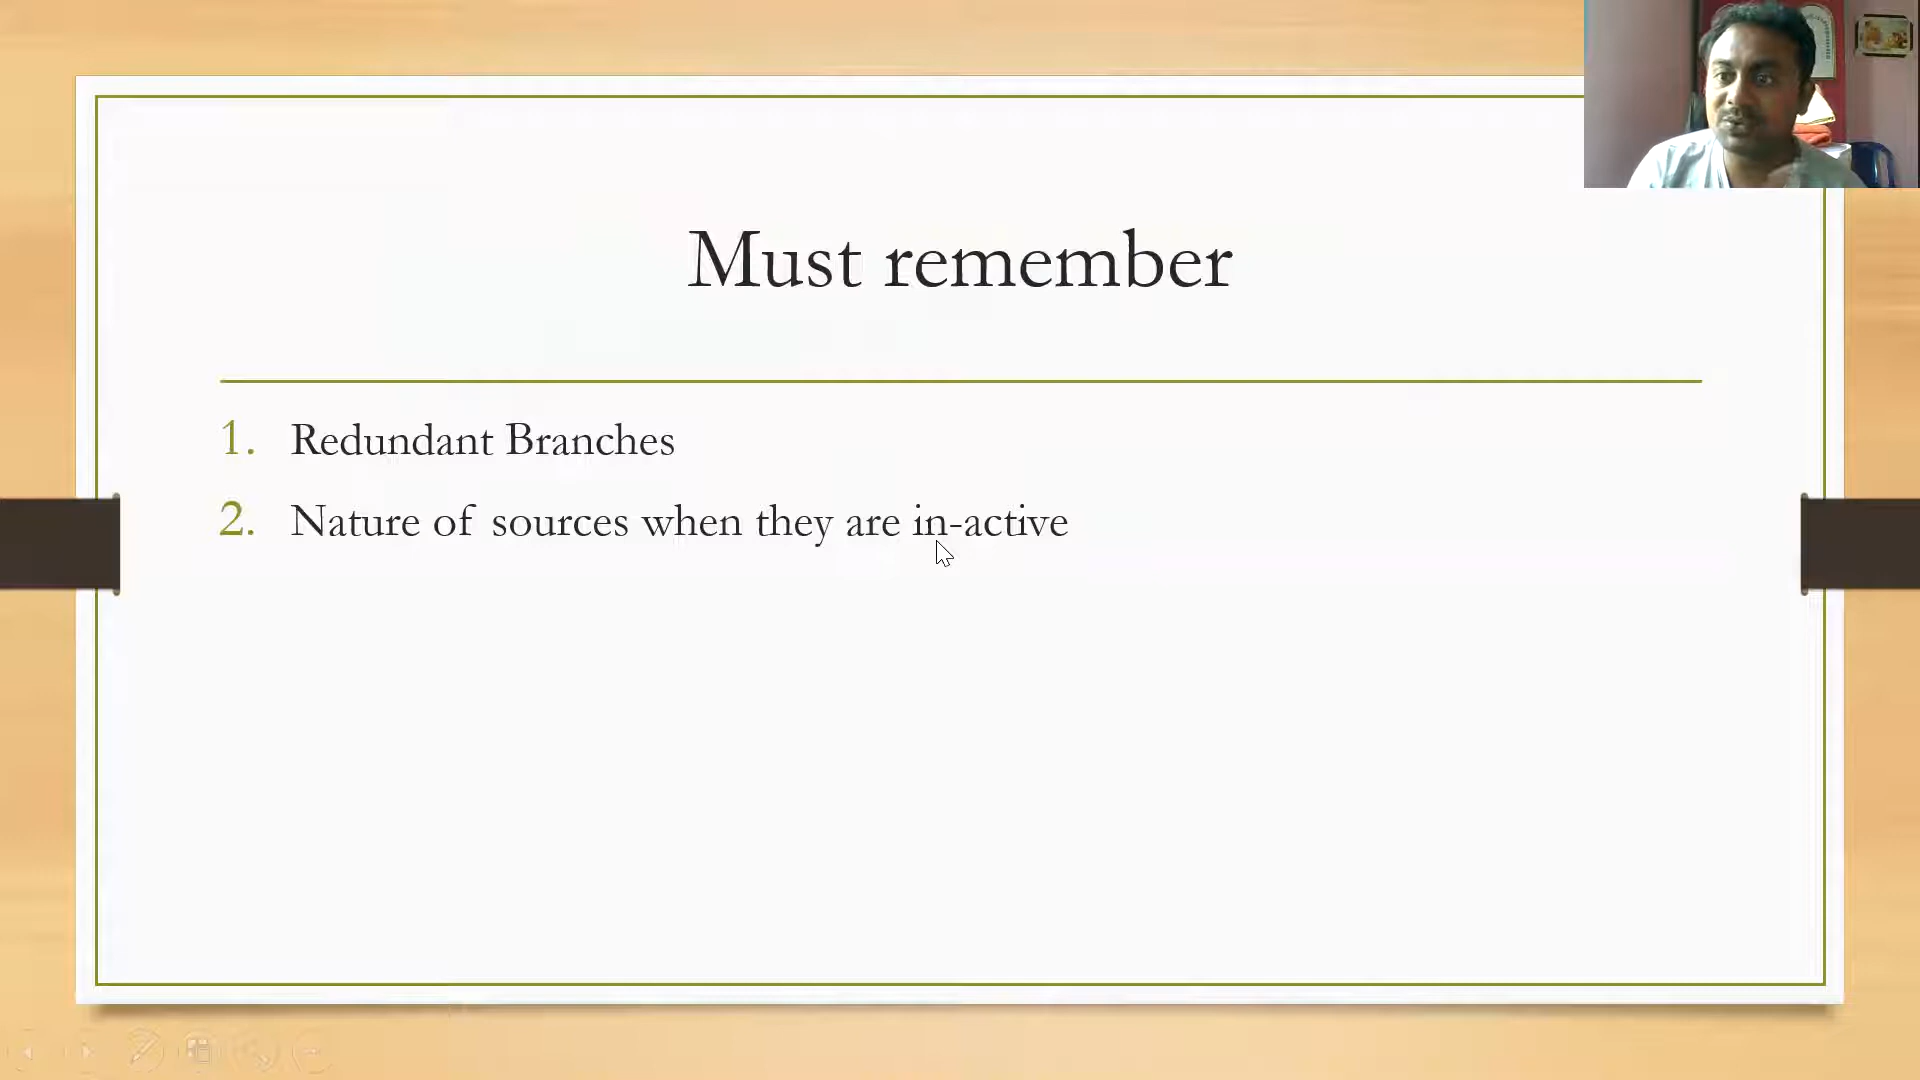 Must remember
1. Redundant Branches
2. Nature of sources when they are in-active